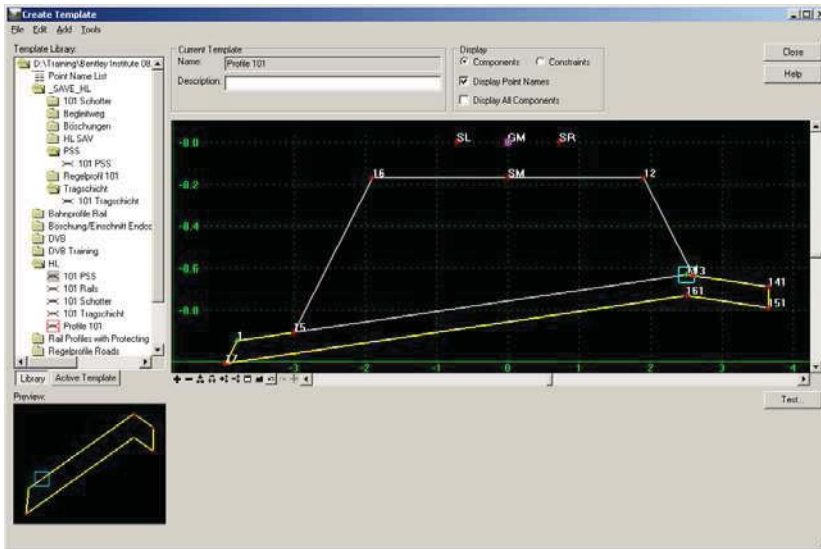 Create Template
File Edit Add Tools
Template Library:
D:\Training\Bentley Institute 08.
Point Name List
_SAVE_HL
101 Schotter
Begleitweg
Böschungen
HL SAV
PSS
101 PSS
Regelprofil 101
Tragschicht
101 Tragschicht
Bahnprofile Rail
Böschung/Einschnitt Endcc
DVB
DVB Training
HL
101 PSS
101 Rails
101 Schotter
101 Tragschicht
Profile 101
Rail Profiles with Protecting
Regelprofile Roads
Library Active Template
Preview:
Current Template
Name: Profile 101
Description:
Display
Components Constraints
Display Point Names
Display All Components
Close
Help
SL GM SR
-0.0
16 SM 12
-0.2
-0.4
-0.6
141
161
151
-0.8
15
1
17
-3 -2 -1 0 1 2 3 4
Test...